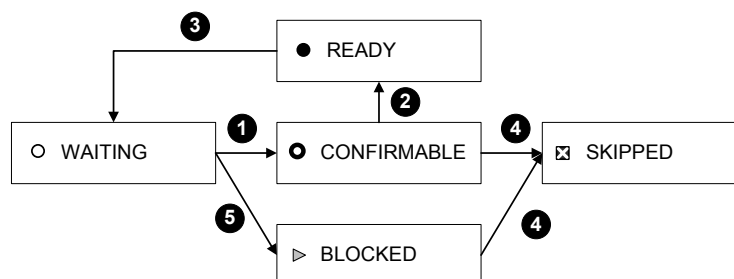 3
READY
2
WAITING
1
CONFIRMABLE
4
SKIPPED
5
BLOCKED
4